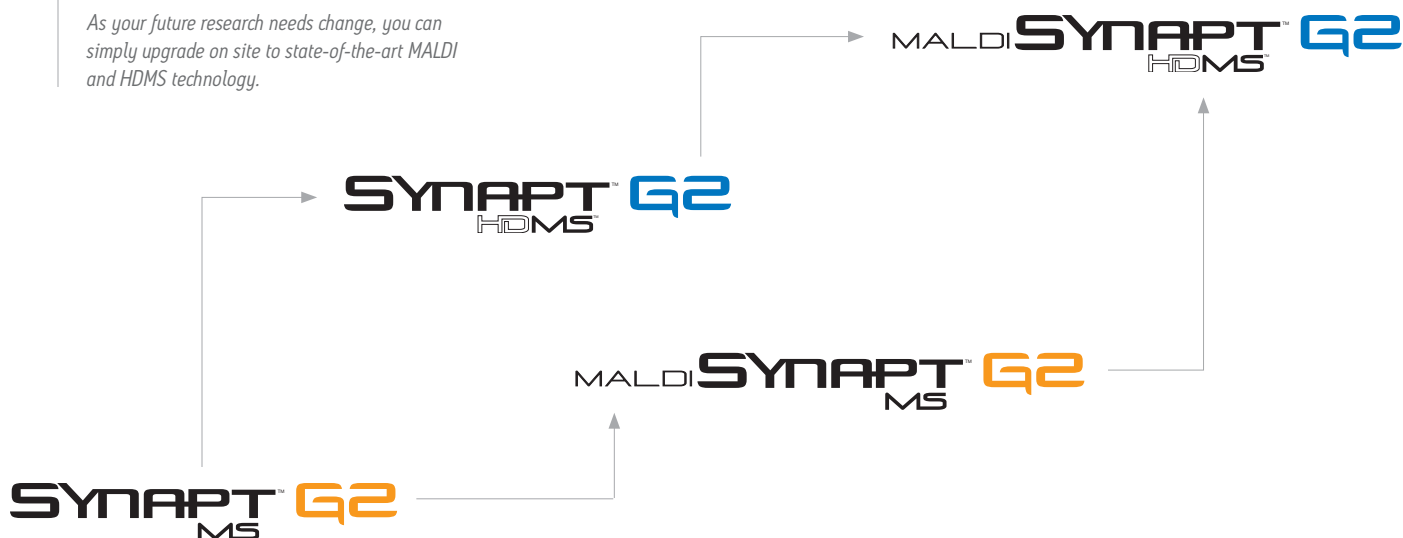 As your future research needs change, you can
simply upgrade on site to state-of-the-art MALDI
and HDMS technology.
MALDI SYNAPT™ G2
HDMS™
SYNAPT™ G2
HDMS™
MALDI SYNAPT™ G2
MS
SYNAPT™ G2
MS